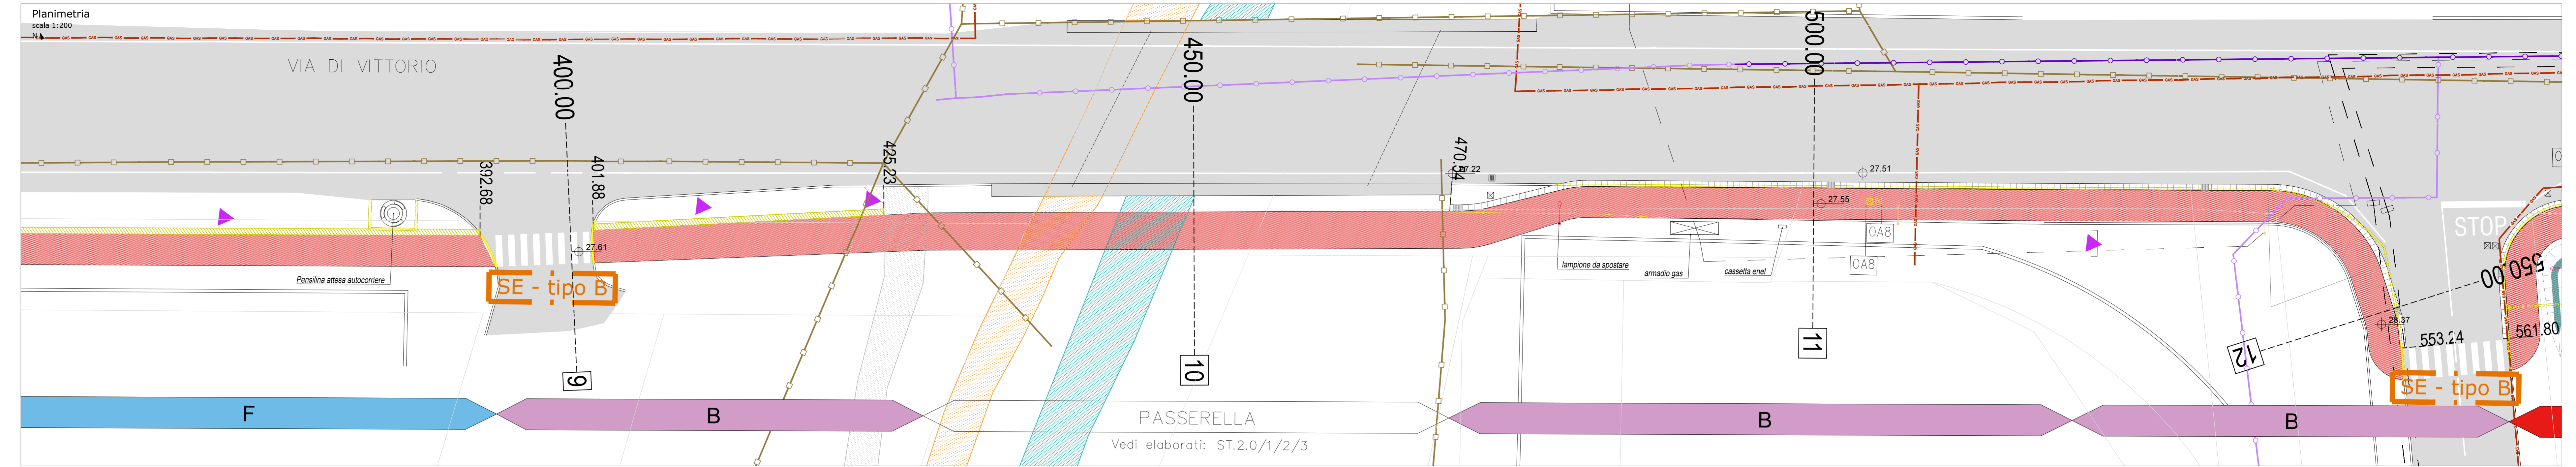 Planimetria
scala 1:200
N
VIA DI VITTORIO
400.00
450.00
500.00
550.00
392.68
401.88
425.23
470.54
27.22
27.51
27.55
27.61
28.37
553.24
561.80
STOP
GAS
Pensilina attesa autocorriere
lampione da spostare
armadio gas
cassetta enel
OA8
OA8
SE - tipo B
SE - tipo B
9
10
11
12
F
B
PASSERELLA
Vedi elaborati: ST.2.0/1/2/3
B
B